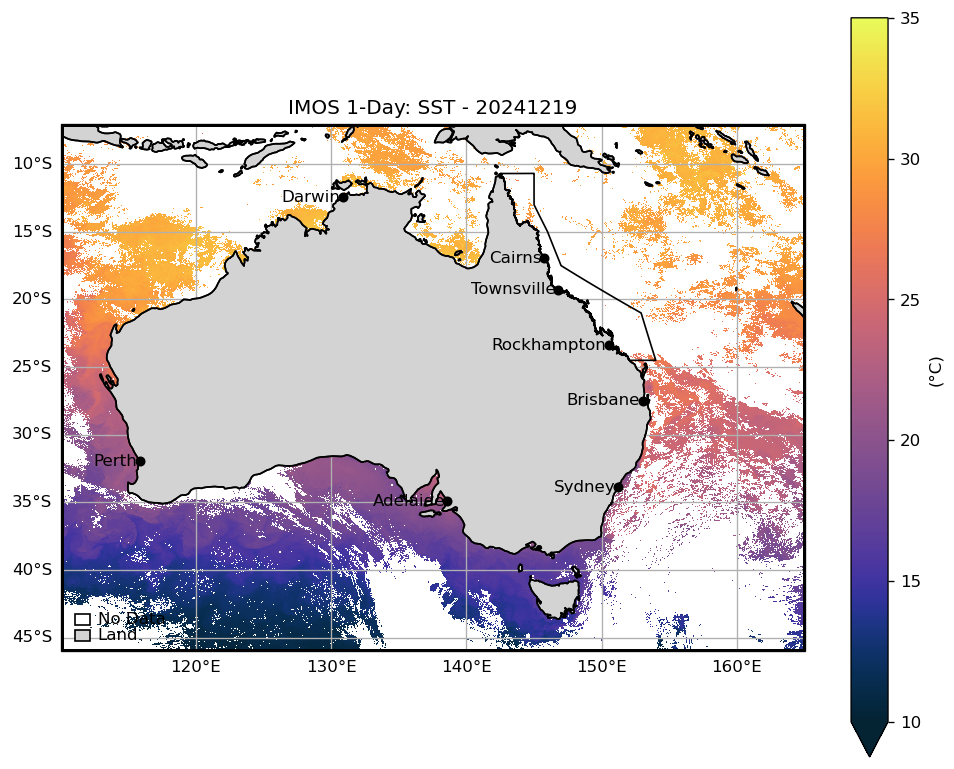 IMOS 1-Day: SST - 20241219
35
30
25
20
15
10
(°C)
10°S
15°S
20°S
25°S
30°S
35°S
40°S
45°S
Darwin
Cairns
Townsville
Rockhampton
Brisbane
Perth
Sydney
Adelaide
No Data
Land
120°E 130°E 140°E 150°E 160°E